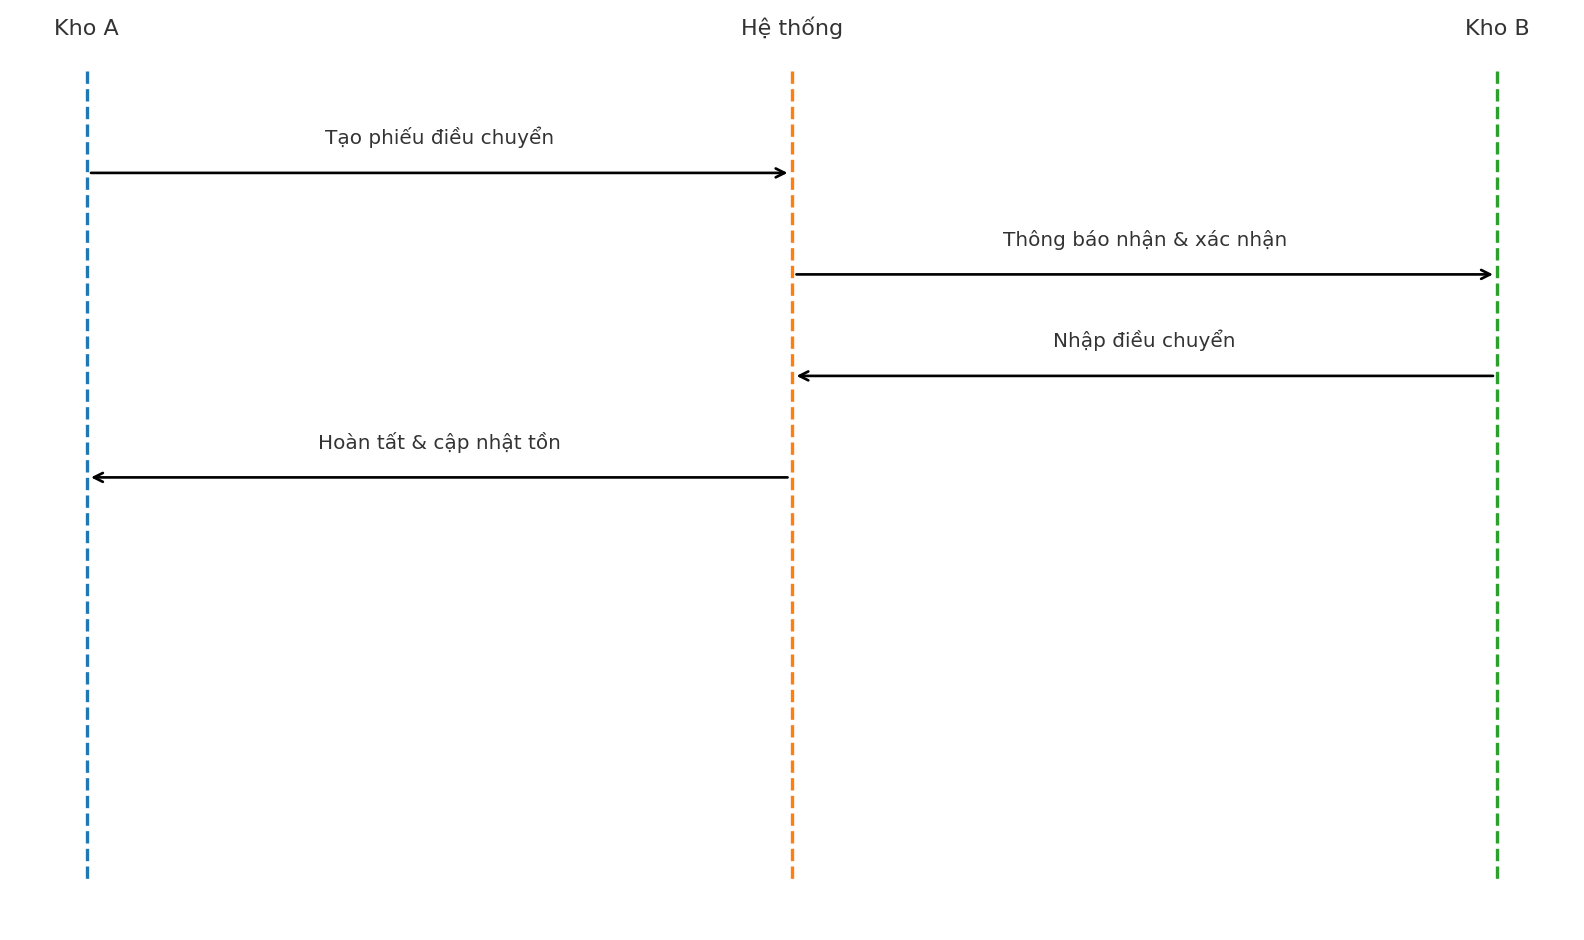 Kho A
Hệ thống
Kho B
Tạo phiếu điều chuyển
Thông báo nhận & xác nhận
Nhập điều chuyển
Hoàn tất & cập nhật tồn